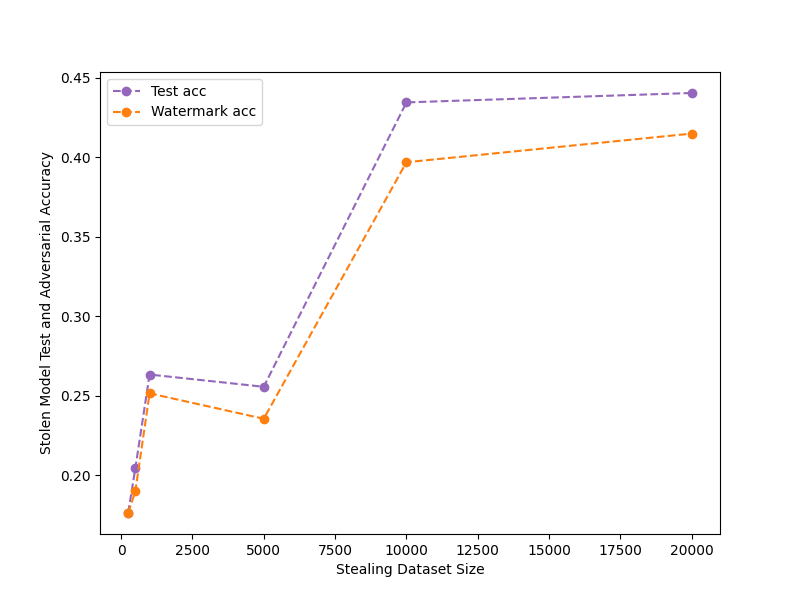 Test acc
Watermark acc
0.45
0.40
0.35
0.30
0.25
0.20
Stolen Model Test and Adversarial Accuracy
0 2500 5000 7500 10000 12500 15000 17500 20000
Stealing Dataset Size